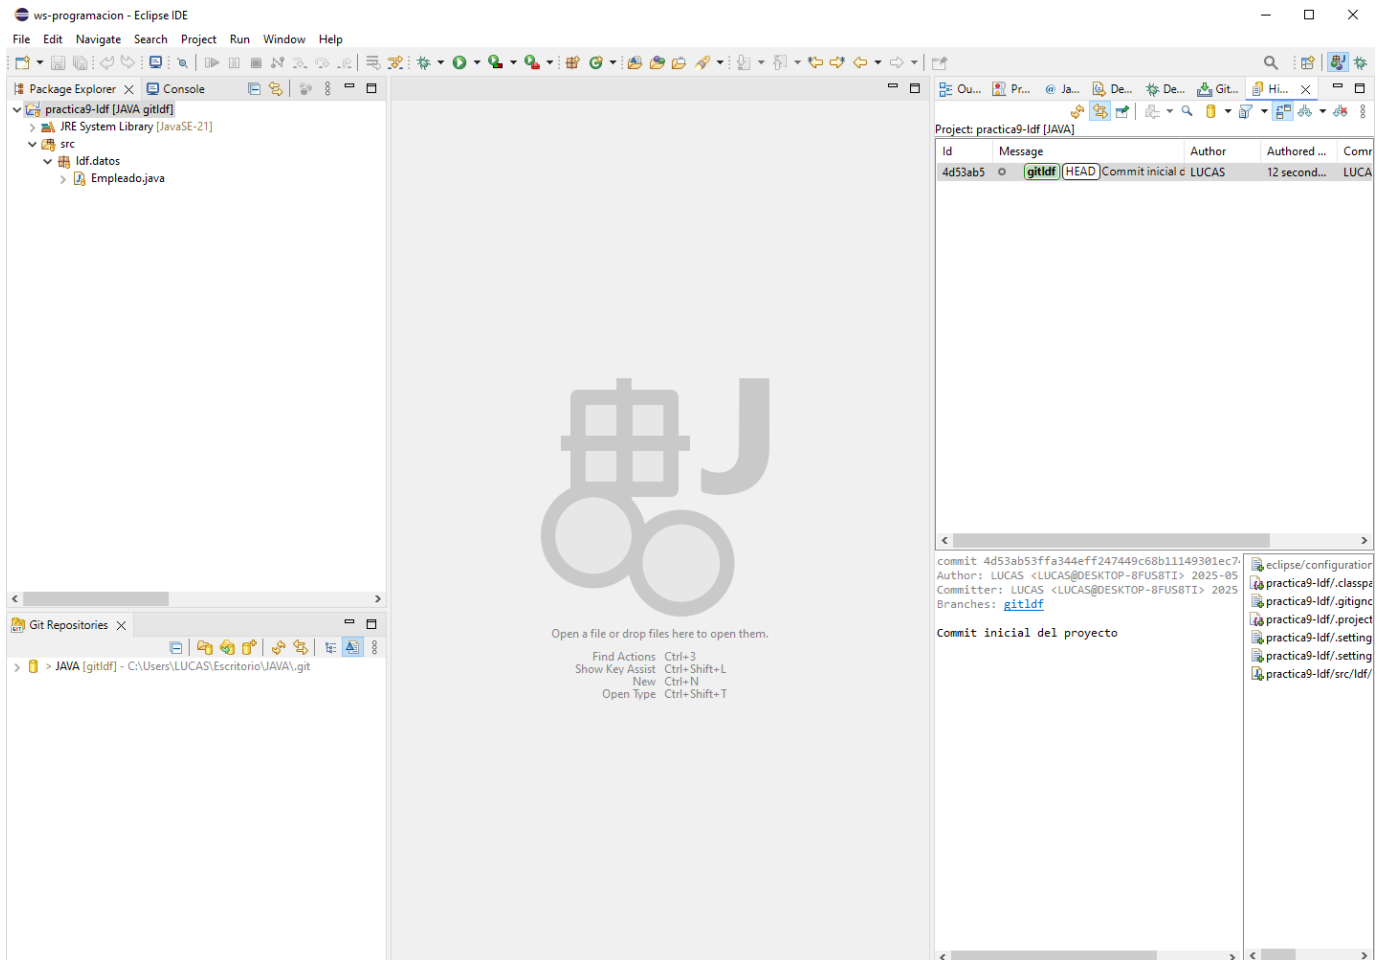 ws-programacion - Eclipse IDE
File Edit Navigate Search Project Run Window Help
Package Explorer Console
practica9-ldf [JAVA gitldf]
JRE System Library [JavaSE-21]
src
ldf.datos
Empleado.java
Git Repositories
> JAVA [gitldf] - C:\Users\LUCAS\Escritorio\JAVA\.git
Open a file or drop files here to open them.
Find Actions Ctrl+3
Show Key Assist Ctrl+Shift+L
New Ctrl+N
Open Type Ctrl+Shift+T
Ou... Pr... @ Ja... De... De... Git... Hi...
Project: practica9-ldf [JAVA]
Id Message Author Authored ... Comr
4d53ab5 gitldf HEAD Commit inicial d LUCAS 12 second... LUCA
commit 4d53ab53ffa344eff247449c68b11149301ec74
Author: LUCAS <LUCAS@DESKTOP-8FUS8TI> 2025-05
Committer: LUCAS <LUCAS@DESKTOP-8FUS8TI> 2025
Branches: gitldf
Commit inicial del proyecto
eclipse/configuration
practica9-ldf/.classpa
practica9-ldf/.gitignc
practica9-ldf/.project
practica9-ldf/.setting
practica9-ldf/.setting
practica9-ldf/src/ldf/